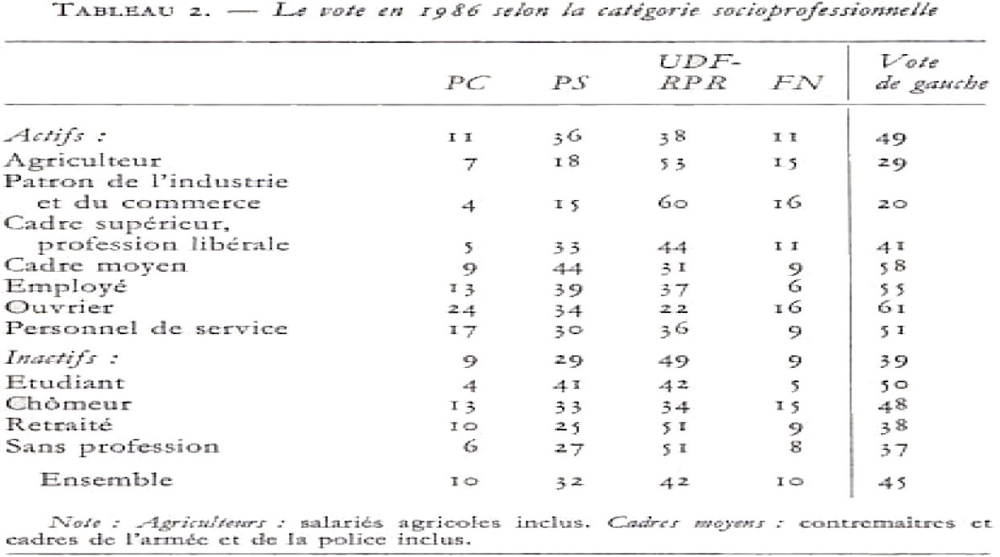 TABLEAU 2. — Le vote en 1986 selon la catégorie socioprofessionnelle
PC PS UDF-RPR FN Vote de gauche
Actifs : 11 36 38 11 49
Agriculteur 7 18 53 15 29
Patron de l'industrie
et du commerce 4 15 60 16 20
Cadre supérieur,
profession libérale 5 33 44 11 41
Cadre moyen 9 44 31 9 58
Employé 13 39 37 6 55
Ouvrier 24 34 22 16 61
Personnel de service 17 30 36 9 51
Inactifs : 9 29 49 9 39
Etudiant 4 41 42 5 50
Chômeur 13 33 34 15 48
Retraité 10 25 51 9 38
Sans profession 6 27 51 8 37
Ensemble 10 32 42 10 45
Note : Agriculteurs : salariés agricoles inclus. Cadres moyens : contremaitres et
cadres de l'armée et de la police inclus.